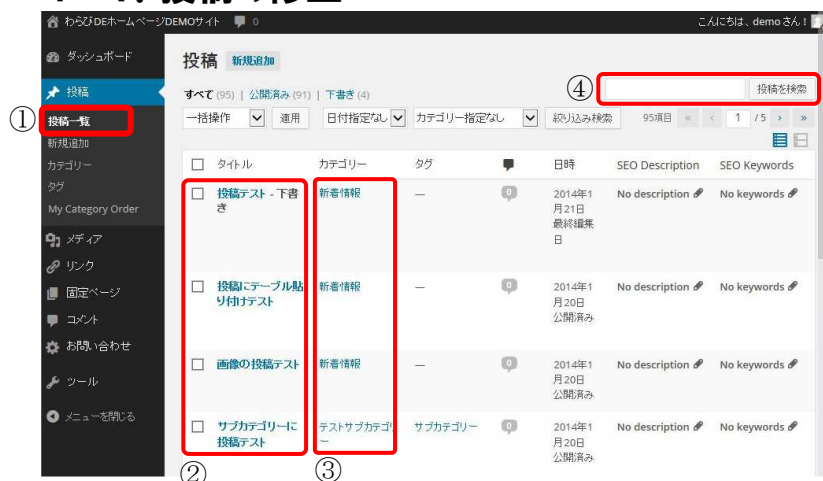 わらびDEホームページDEMOサイト 0 こんにちは、demo さん!
ダッシュボード
投稿 新規追加
投稿
すべて (95) | 公開済み (91) | 下書き (4)
④ 投稿を検索
① 投稿一覧
一括操作 適用 日付指定なし カテゴリー指定なし 絞り込み検索 95項目 « ‹ 1 / 5 › »
新規追加
カテゴリー
タグ
My Category Order
メディア
リンク
固定ページ
コメント
お問い合わせ
ツール
メニューを閉じる
タイトル カテゴリー タグ 日時 SEO Description SEO Keywords
投稿テスト - 下書 新着情報 — 0 2014年1 No description No keywords
き 月21日
最終編集
日
投稿にテーブル貼 新着情報 — 0 2014年1 No description No keywords
り付けテスト 月20日
公開済み
画像の投稿テスト 新着情報 — 0 2014年1 No description No keywords
月20日
公開済み
サブカテゴリーに テストサブカテゴリ サブカテゴリー 0 2014年1 No description No keywords
投稿テスト ー 月20日
公開済み
② ③